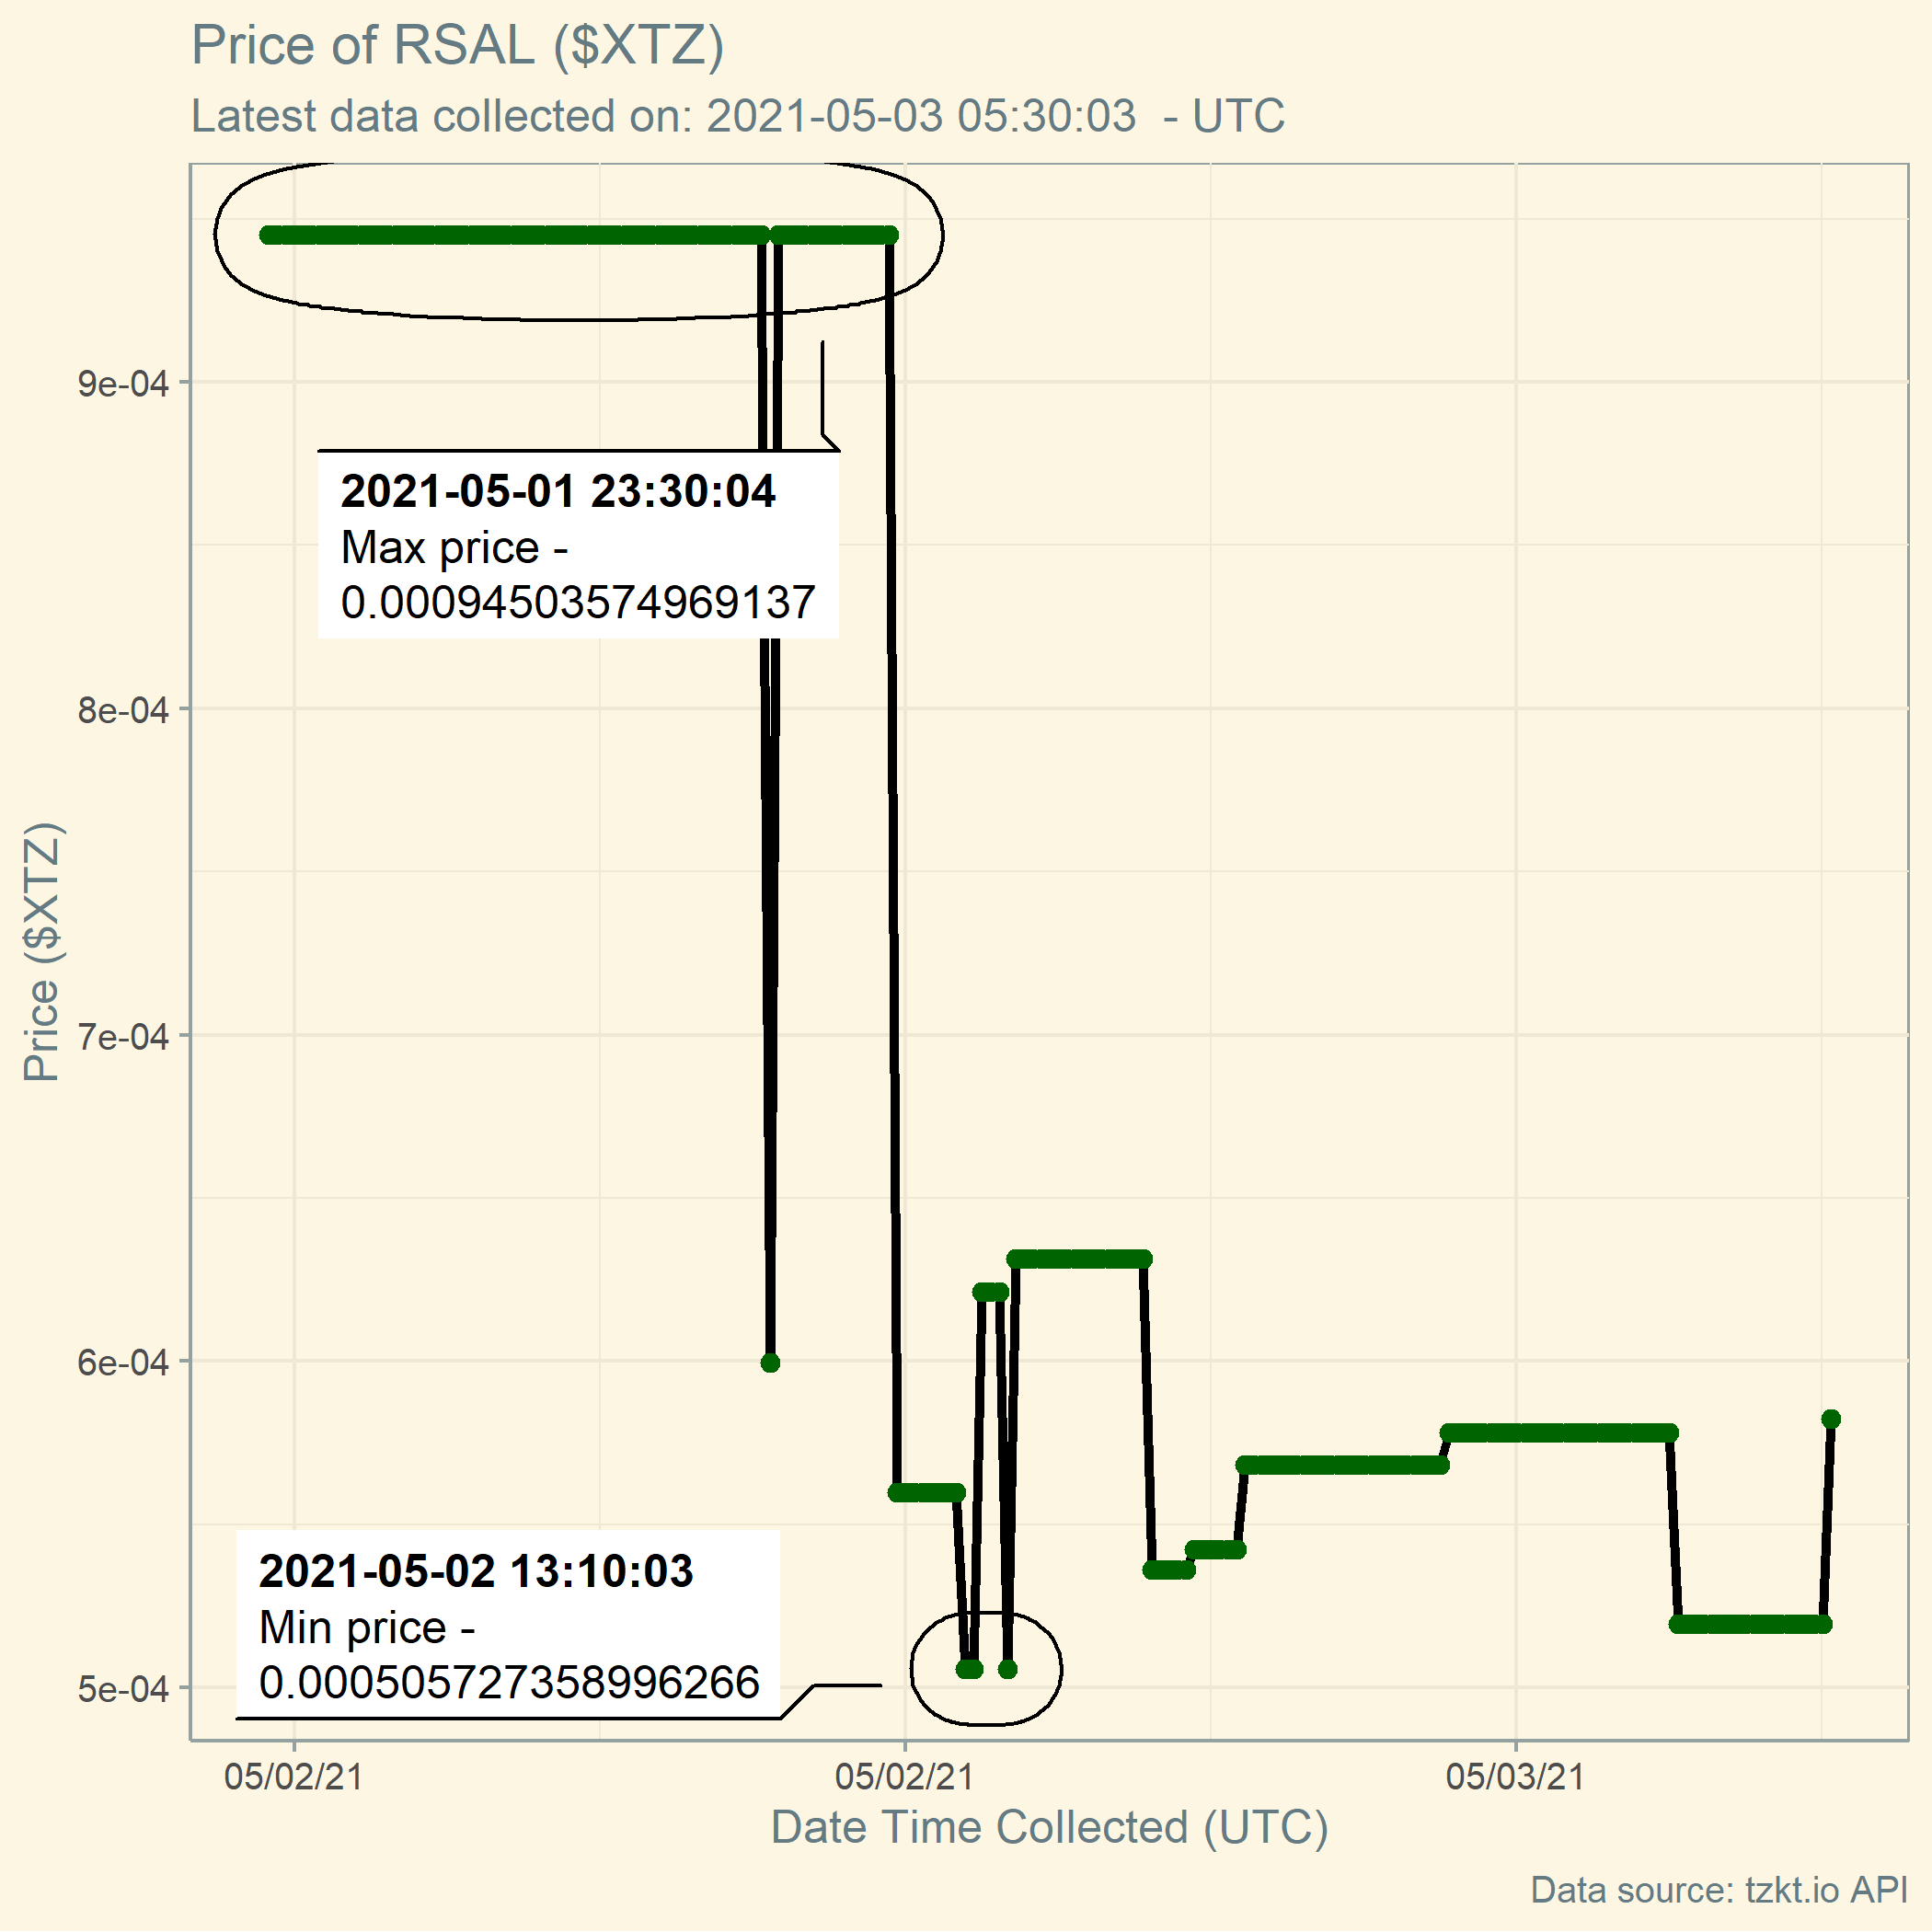 Price of RSAL ($XTZ)
Latest data collected on: 2021-05-03 05:30:03  - UTC
Price ($XTZ)
9e-04
8e-04
7e-04
6e-04
5e-04
2021-05-01 23:30:04
Max price -
0.00094503574969137
2021-05-02 13:10:03
Min price -
0.0005057273589962​66
05/02/21
05/02/21
05/03/21
Date Time Collected (UTC)
Data source: tzkt.io API